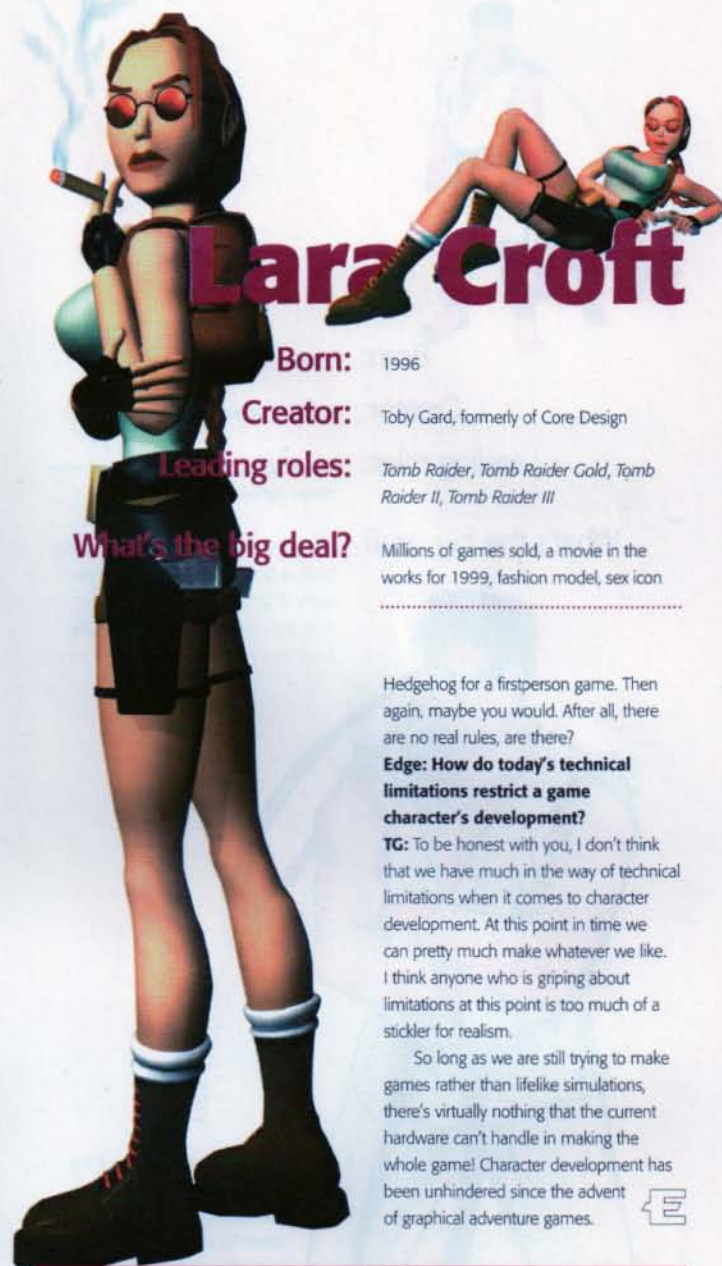 Lara Croft
Born: 1996
Creator: Toby Gard, formerly of Core Design
Leading roles: Tomb Raider, Tomb Raider Gold, Tomb
Raider II, Tomb Raider III
What's the big deal? Millions of games sold, a movie in the
works for 1999, fashion model, sex icon
Hedgehog for a firstperson game. Then
again, maybe you would. After all, there
are no real rules, are there?
Edge: How do today's technical
limitations restrict a game
character's development?
TG: To be honest with you, I don't think
that we have much in the way of technical
limitations when it comes to character
development. At this point in time we
can pretty much make whatever we like.
I think anyone who is griping about
limitations at this point is too much of a
stickler for realism.
So long as we are still trying to make
games rather than lifelike simulations,
there's virtually nothing that the current
hardware can't handle in making the
whole game! Character development has
been unhindered since the advent
of graphical adventure games.
E